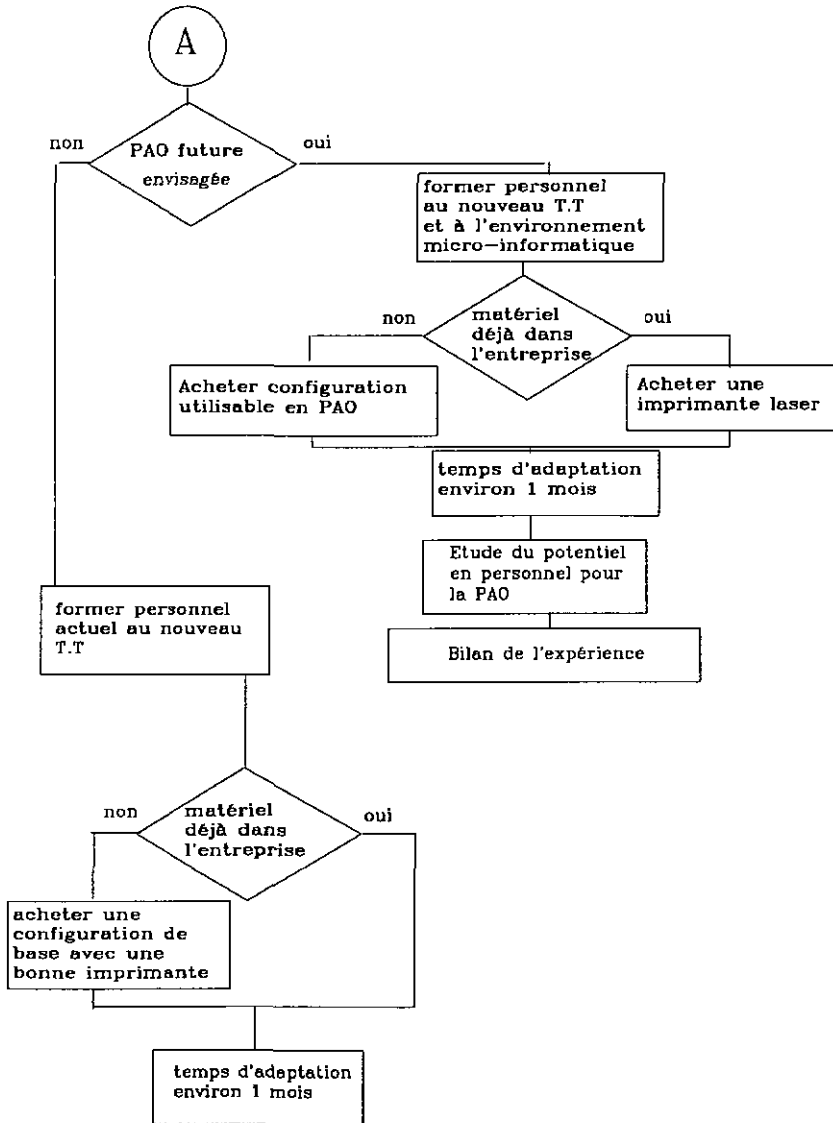 A
non
oui
PAO future
envisagée
former personnel
au nouveau T.T
et à l'environnement
micro-informatique
non
matériel
déjà dans
l'entreprise
oui
Acheter configuration
utilisable en PAO
Acheter une
imprimante laser
temps d'adaptation
environ 1 mois
Etude du potentiel
en personnel pour
la PAO
Bilan de l'expérience
former personnel
actuel au nouveau
T.T
non
matériel
déjà dans
l'entreprise
oui
acheter une
configuration de
base avec une
bonne imprimante
temps d'adaptation
environ 1 mois